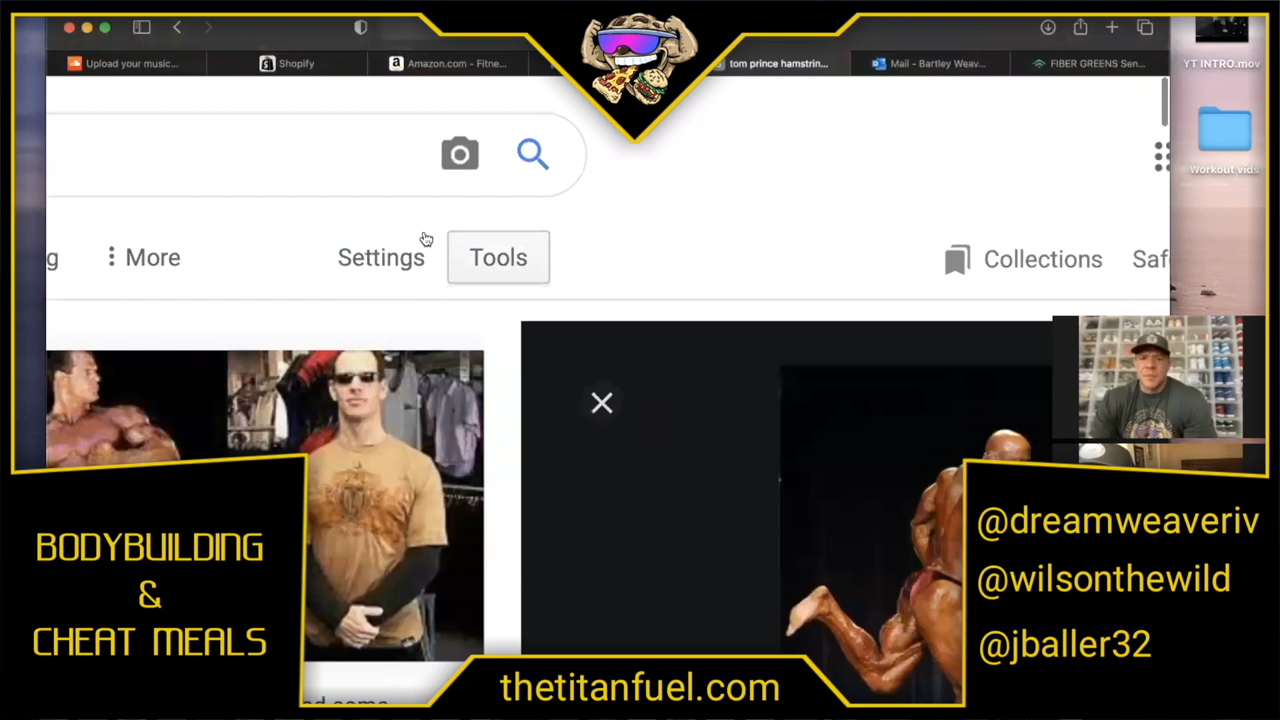 Upload your music...
Shopify
Amazon.com - Fitne...
tom prince hamstrin...
Mail - Bartley Weav...
FIBER GREENS Sen...
YT INTRO.mov
Workout vids
g
More
Settings
Tools
Collections
Saf
BODYBUILDING
&
CHEAT MEALS
@dreamweaveriv
@wilsonthewild
@jballer32
thetitanfuel.com